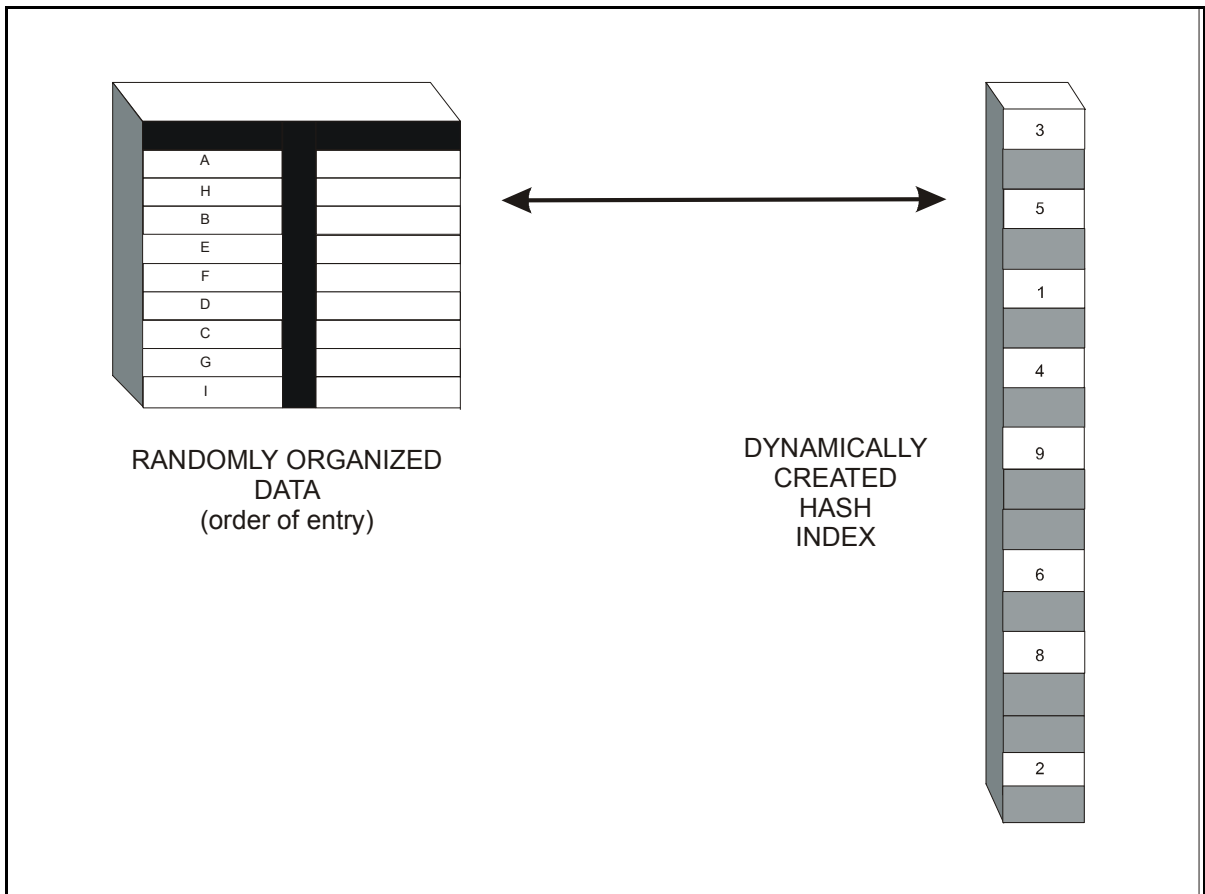 A
H
B
E
F
D
C
G
I
RANDOMLY ORGANIZED
DATA
(order of entry)
DYNAMICALLY
CREATED
HASH
INDEX
3
5
1
4
9
6
8
2